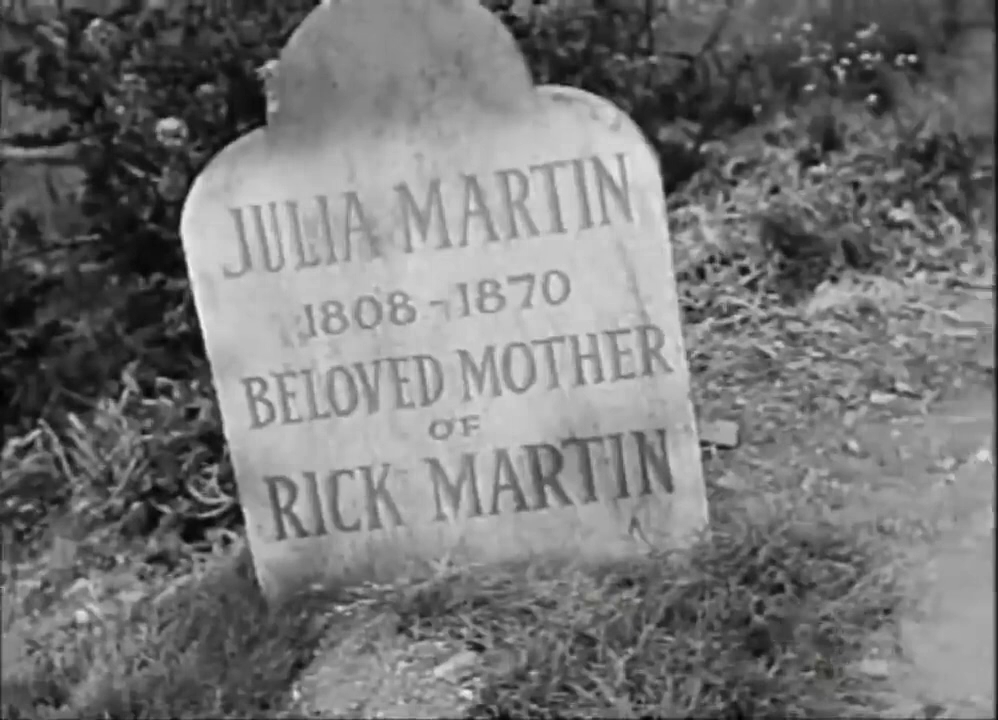 JULIA MARTIN
1808-1870
BELOVED MOTHER
OF
RICK MARTIN